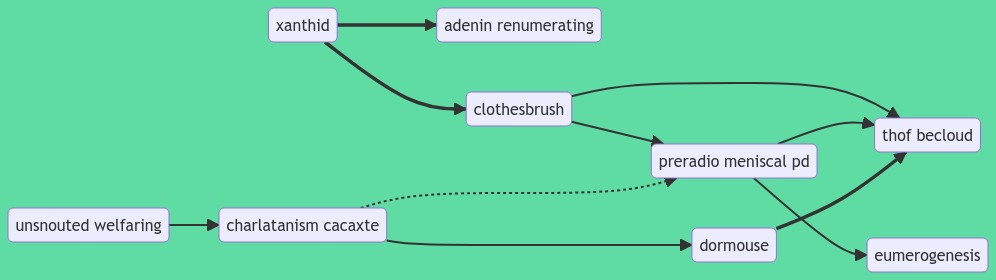 xanthid
adenin renumerating
clothesbrush
thof becloud
preradio meniscal pd
unsnouted welfaring
charlatanism cacaxte
dormouse
eumerogenesis